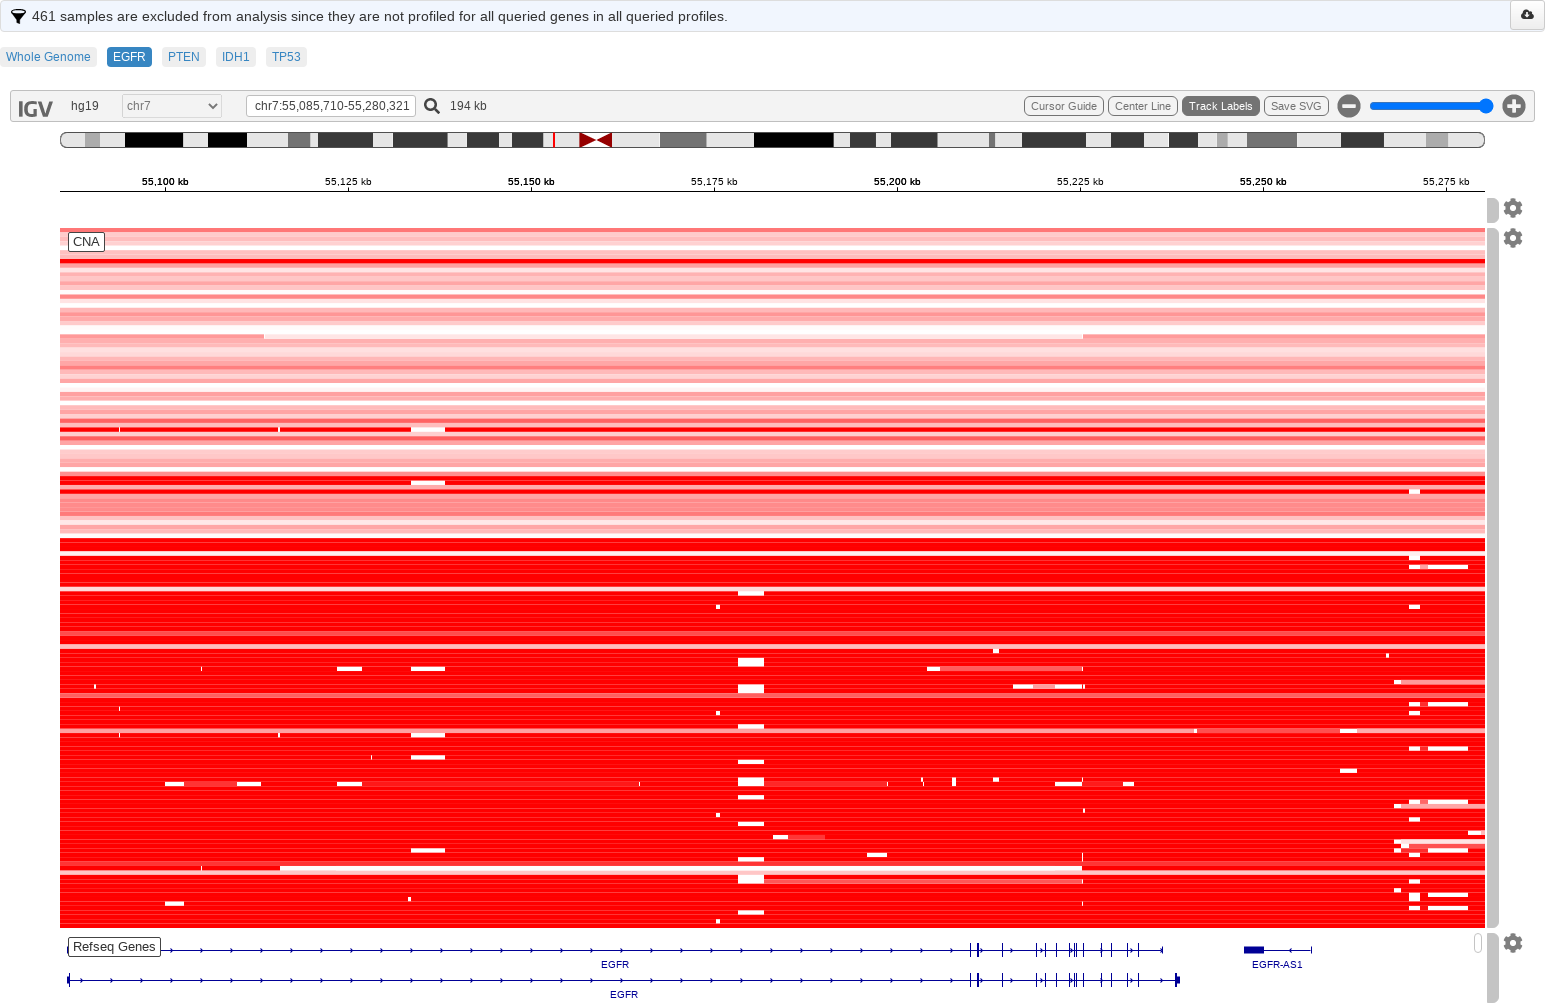 461 samples are excluded from analysis since they are not profiled for all queried genes in all queried profiles.
Whole Genome EGFR PTEN IDH1 TP53
IGV hg19 chr7 chr7:55,085,710-55,280,321 194 kb Cursor Guide Center Line Track Labels Save SVG
55,100 kb 55,125 kb 55,150 kb 55,175 kb 55,200 kb 55,225 kb 55,250 kb 55,275 kb
CNA
Refseq Genes
EGFR EGFR-AS1
EGFR